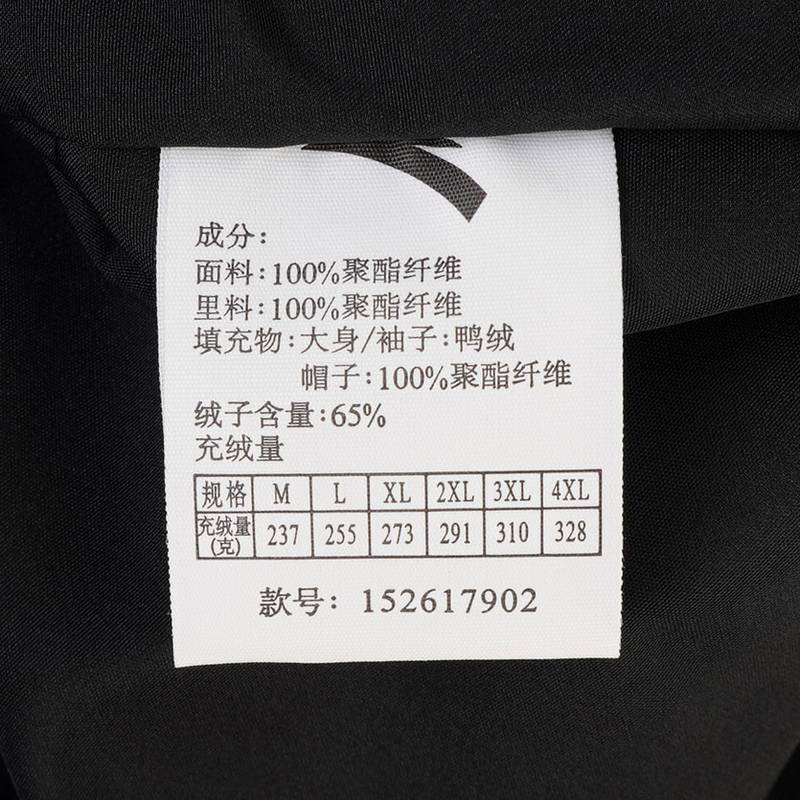 成分:
面料:100%聚酯纤维
里料:100%聚酯纤维
填充物:大身/袖子:鸭绒
帽子:100%聚酯纤维
绒子含量:65%
充绒量
规格 M L XL 2XL 3XL 4XL
充绒量(克) 237 255 273 291 310 328
款号: 152617902